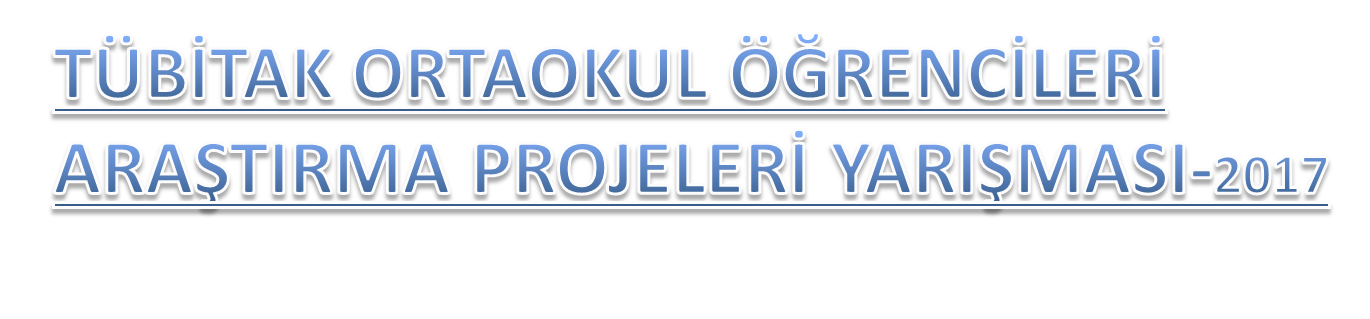 TÜBİTAK ORTAOKUL ÖĞRENCİLERİ
ARAŞTIRMA PROJELERİ YARIŞMASI-2017